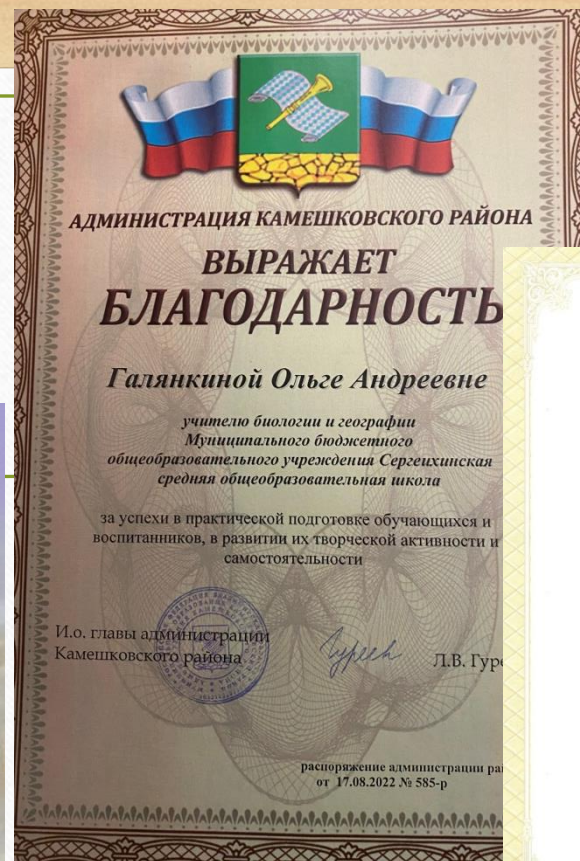 АДМИНИСТРАЦИЯ КАМЕШКОВСКОГО РАЙОНА
ВЫРАЖАЕТ
БЛАГОДАРНОСТЬ
Галянкиной Ольге Андреевне
учителю биологии и географии
Муниципального бюджетного
общеобразовательного учреждения Сергеихинская
средняя общеобразовательная школа
за успехи в практической подготовке обучающихся и
воспитанников, в развитии их творческой активности и
самостоятельности
И.о. главы администрации
Камешковского района
Л.В. Гуре
распоряжение администрации ра
от 17.08.2022 № 585-р